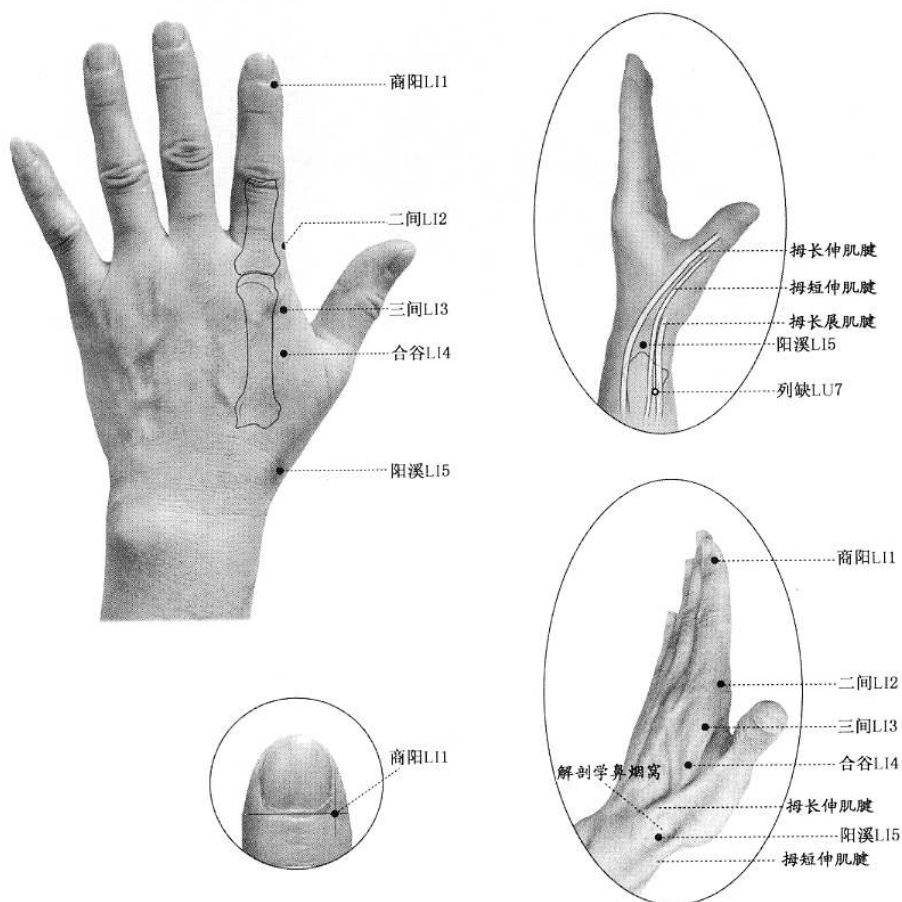 商阳LI1
二间LI2
三间LI3
合谷LI4
阳溪LI5
拇长伸肌腱
拇短伸肌腱
拇长展肌腱
阳溪LI5
列缺LU7
商阳LI1
商阳LI1
二间LI2
三间LI3
合谷LI4
解剖学鼻烟窝
拇长伸肌腱
阳溪LI5
拇短伸肌腱